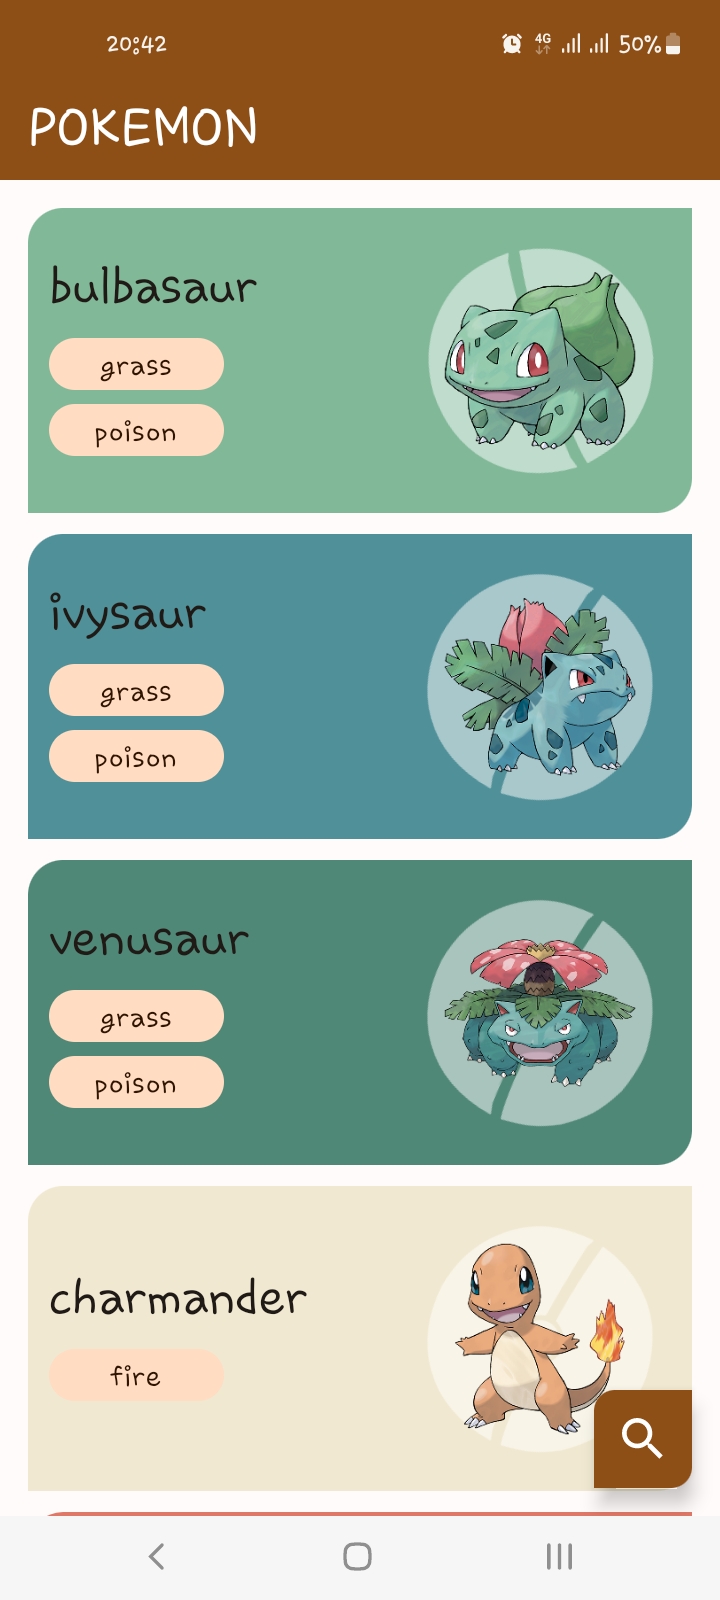 20:42
4G
50%
POKEMON
bulbasaur
grass
poison
ivysaur
grass
poison
venusaur
grass
poison
charmander
fire